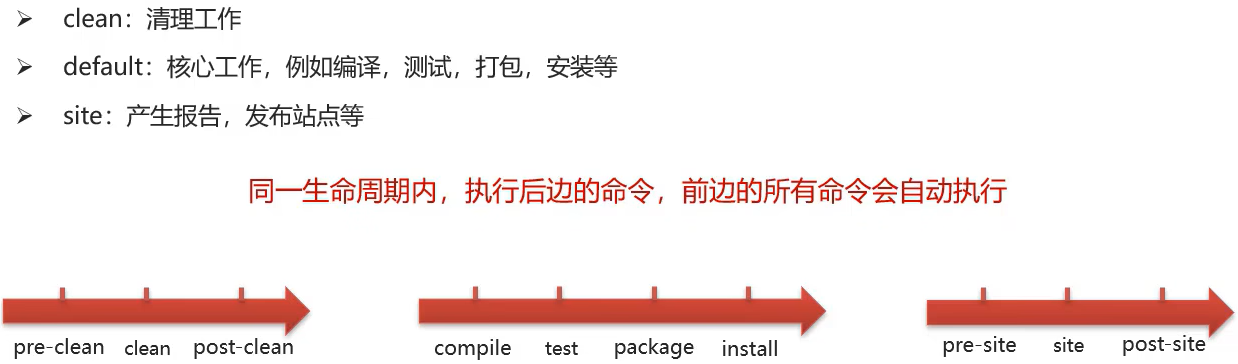 ➢ clean：清理工作
➢ default：核心工作，例如编译，测试，打包，安装等
➢ site：产生报告，发布站点等
同一生命周期内，执行后边的命令，前边的所有命令会自动执行
pre-clean clean post-clean compile test package install pre-site site post-site